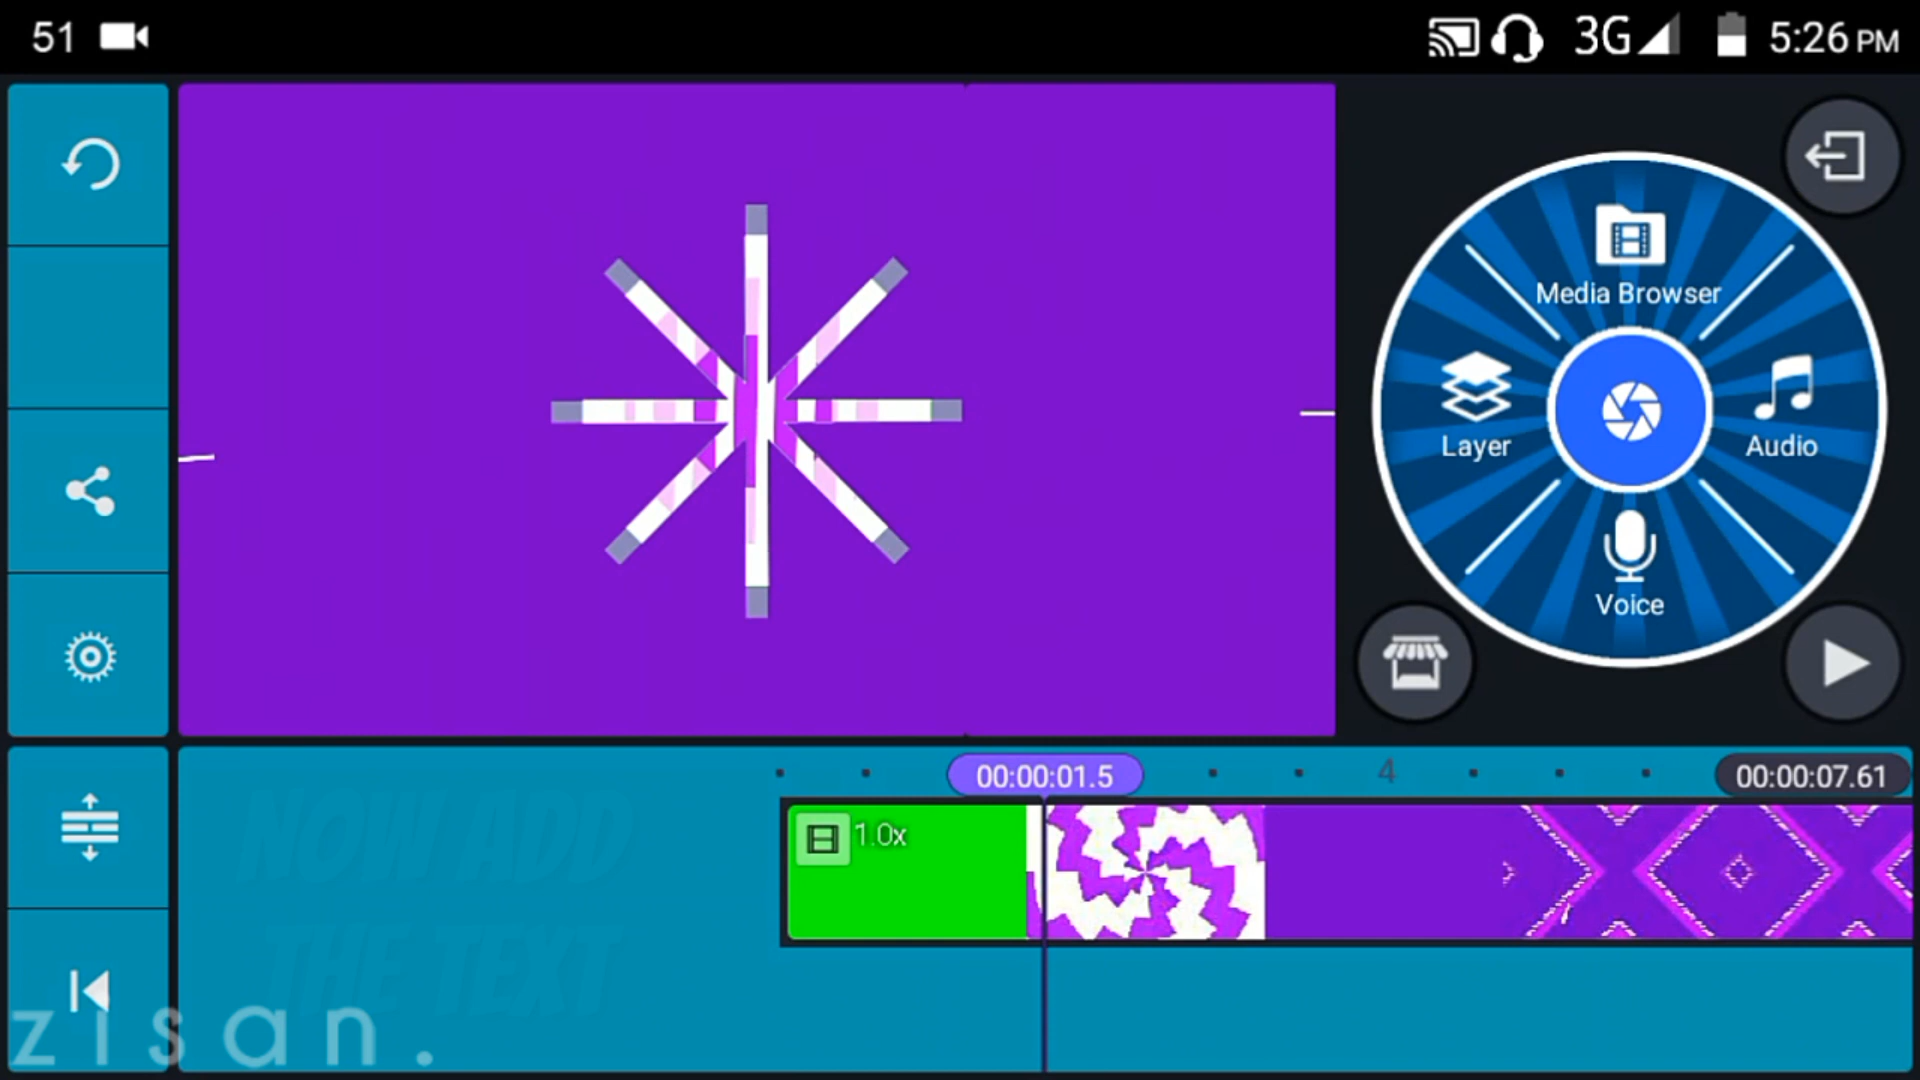 51
3G
5:26 PM
Media Browser
Layer
Audio
Voice
00:00:01.5
4
00:00:07.61
1.0x
NOW ADD
THE TEXT
zisan.